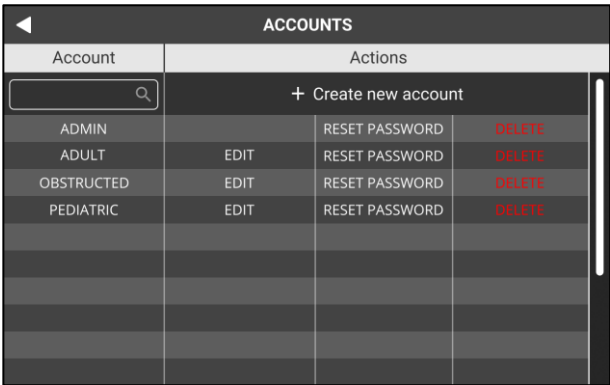 ACCOUNTS
Account Actions
+ Create new account
ADMIN RESET PASSWORD DELETE
ADULT EDIT RESET PASSWORD DELETE
OBSTRUCTED EDIT RESET PASSWORD DELETE
PEDIATRIC EDIT RESET PASSWORD DELETE